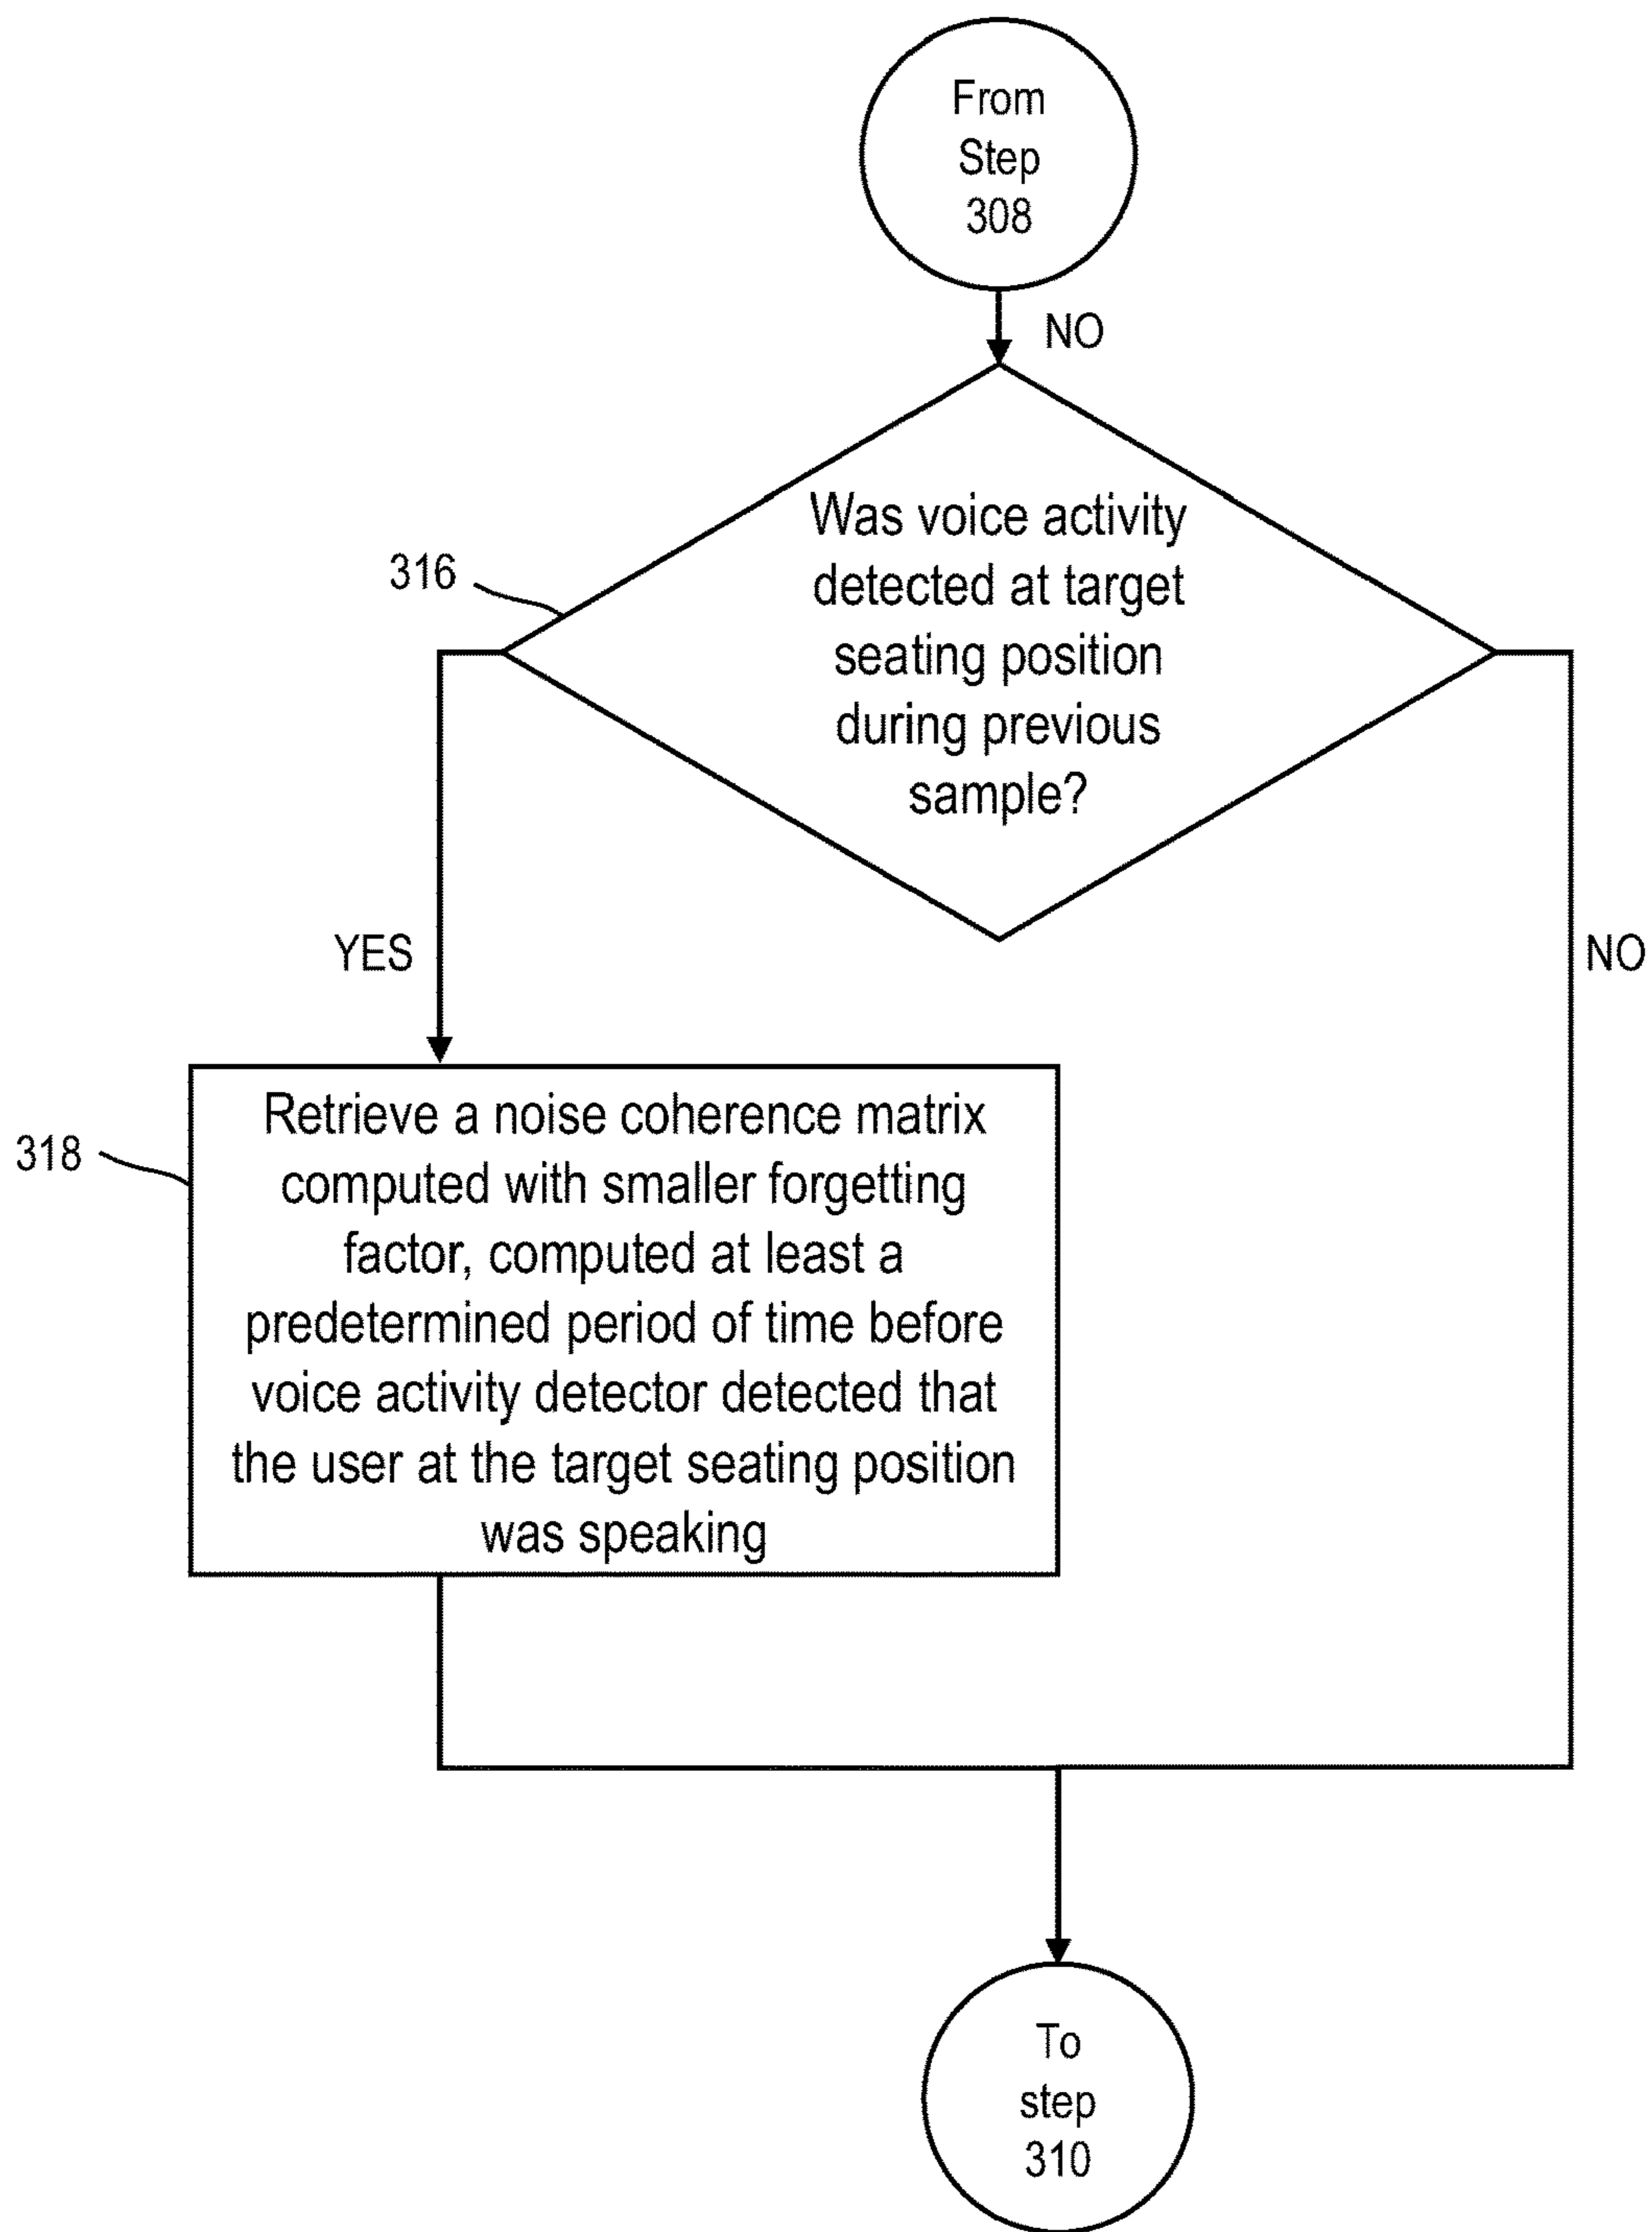 From
Step
308
NO
Was voice activity
detected at target
seating position
during previous
sample?
316
YES
NO
Retrieve a noise coherence matrix
computed with smaller forgetting
factor, computed at least a
predetermined period of time before
voice activity detector detected that
the user at the target seating position
was speaking
318
To
step
310